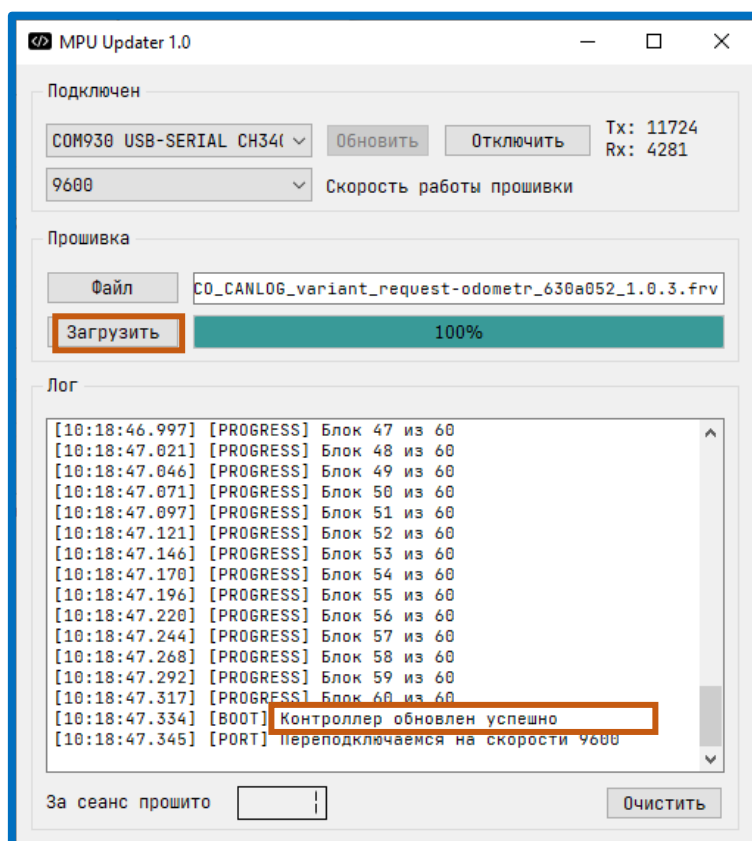 MPU Updater 1.0
Подключен
COM930 USB-SERIAL CH34( Обновить Отключить Tx: 11724
Rx: 4281
9600 Скорость работы прошивки
Прошивка
Файл CO_CANLOG_variant_request-odometr_630a052_1.0.3.frv
Загрузить 100%
Лог
[10:18:46.997] [PROGRESS] Блок 47 из 60
[10:18:47.021] [PROGRESS] Блок 48 из 60
[10:18:47.046] [PROGRESS] Блок 49 из 60
[10:18:47.071] [PROGRESS] Блок 50 из 60
[10:18:47.097] [PROGRESS] Блок 51 из 60
[10:18:47.121] [PROGRESS] Блок 52 из 60
[10:18:47.146] [PROGRESS] Блок 53 из 60
[10:18:47.170] [PROGRESS] Блок 54 из 60
[10:18:47.196] [PROGRESS] Блок 55 из 60
[10:18:47.220] [PROGRESS] Блок 56 из 60
[10:18:47.244] [PROGRESS] Блок 57 из 60
[10:18:47.268] [PROGRESS] Блок 58 из 60
[10:18:47.292] [PROGRESS] Блок 59 из 60
[10:18:47.317] [PROGRESS] Блок 60 из 60
[10:18:47.334] [BOOT] Контроллер обновлен успешно
[10:18:47.345] [PORT] Переподключаемся на скорости 9600
За сеанс прошито Очистить